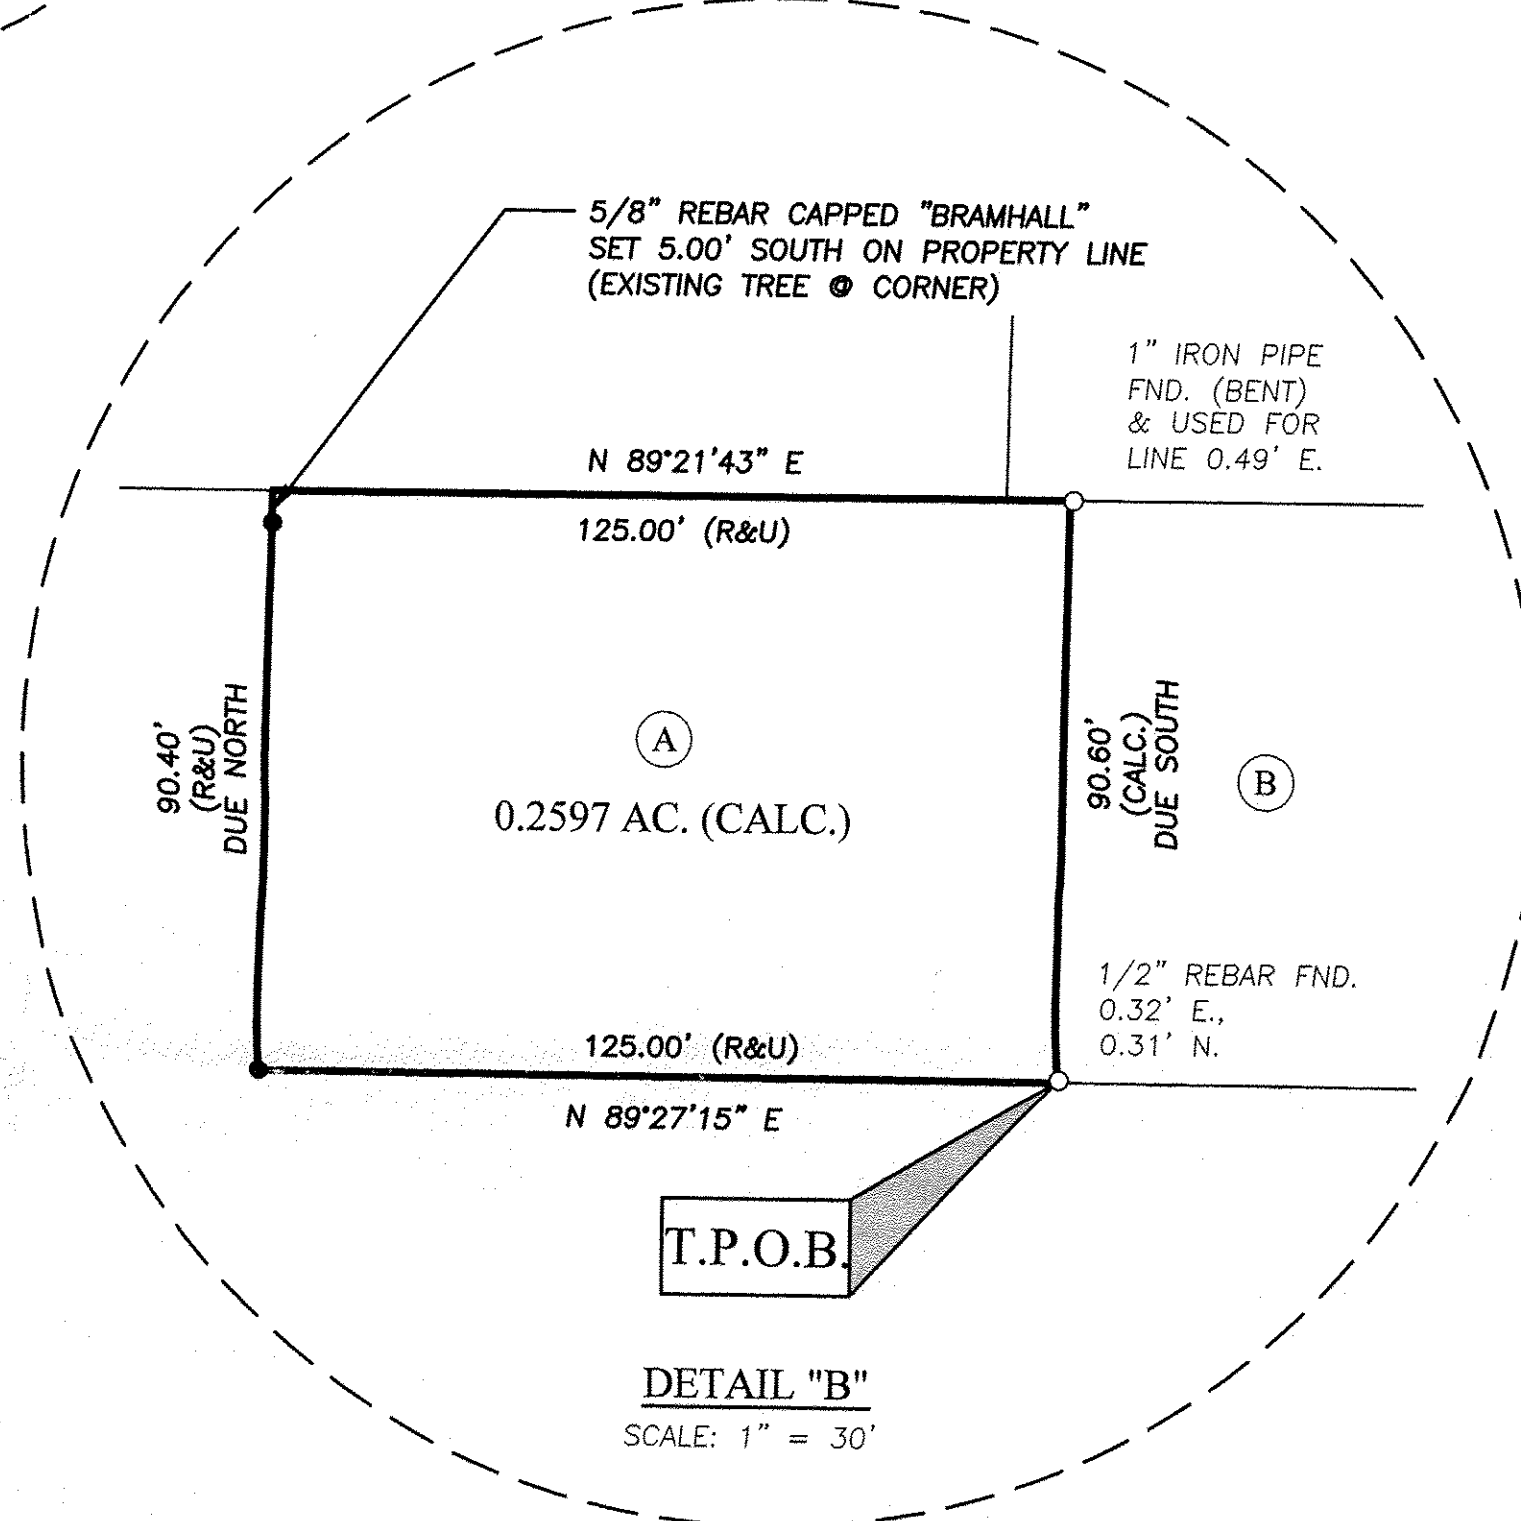 5/8" REBAR CAPPED "BRAMHALL"
SET 5.00' SOUTH ON PROPERTY LINE
(EXISTING TREE @ CORNER)
1" IRON PIPE
FND. (BENT)
& USED FOR
LINE 0.49' E.
N 89°21'43" E
125.00' (R&U)
90.40'
(R&U)
DUE NORTH
A
0.2597 AC. (CALC.)
90.60'
(CALC.)
DUE SOUTH
B
1/2" REBAR FND.
0.32' E.,
0.31' N.
125.00' (R&U)
N 89°27'15" E
T.P.O.B.
DETAIL "B"
SCALE: 1" = 30'